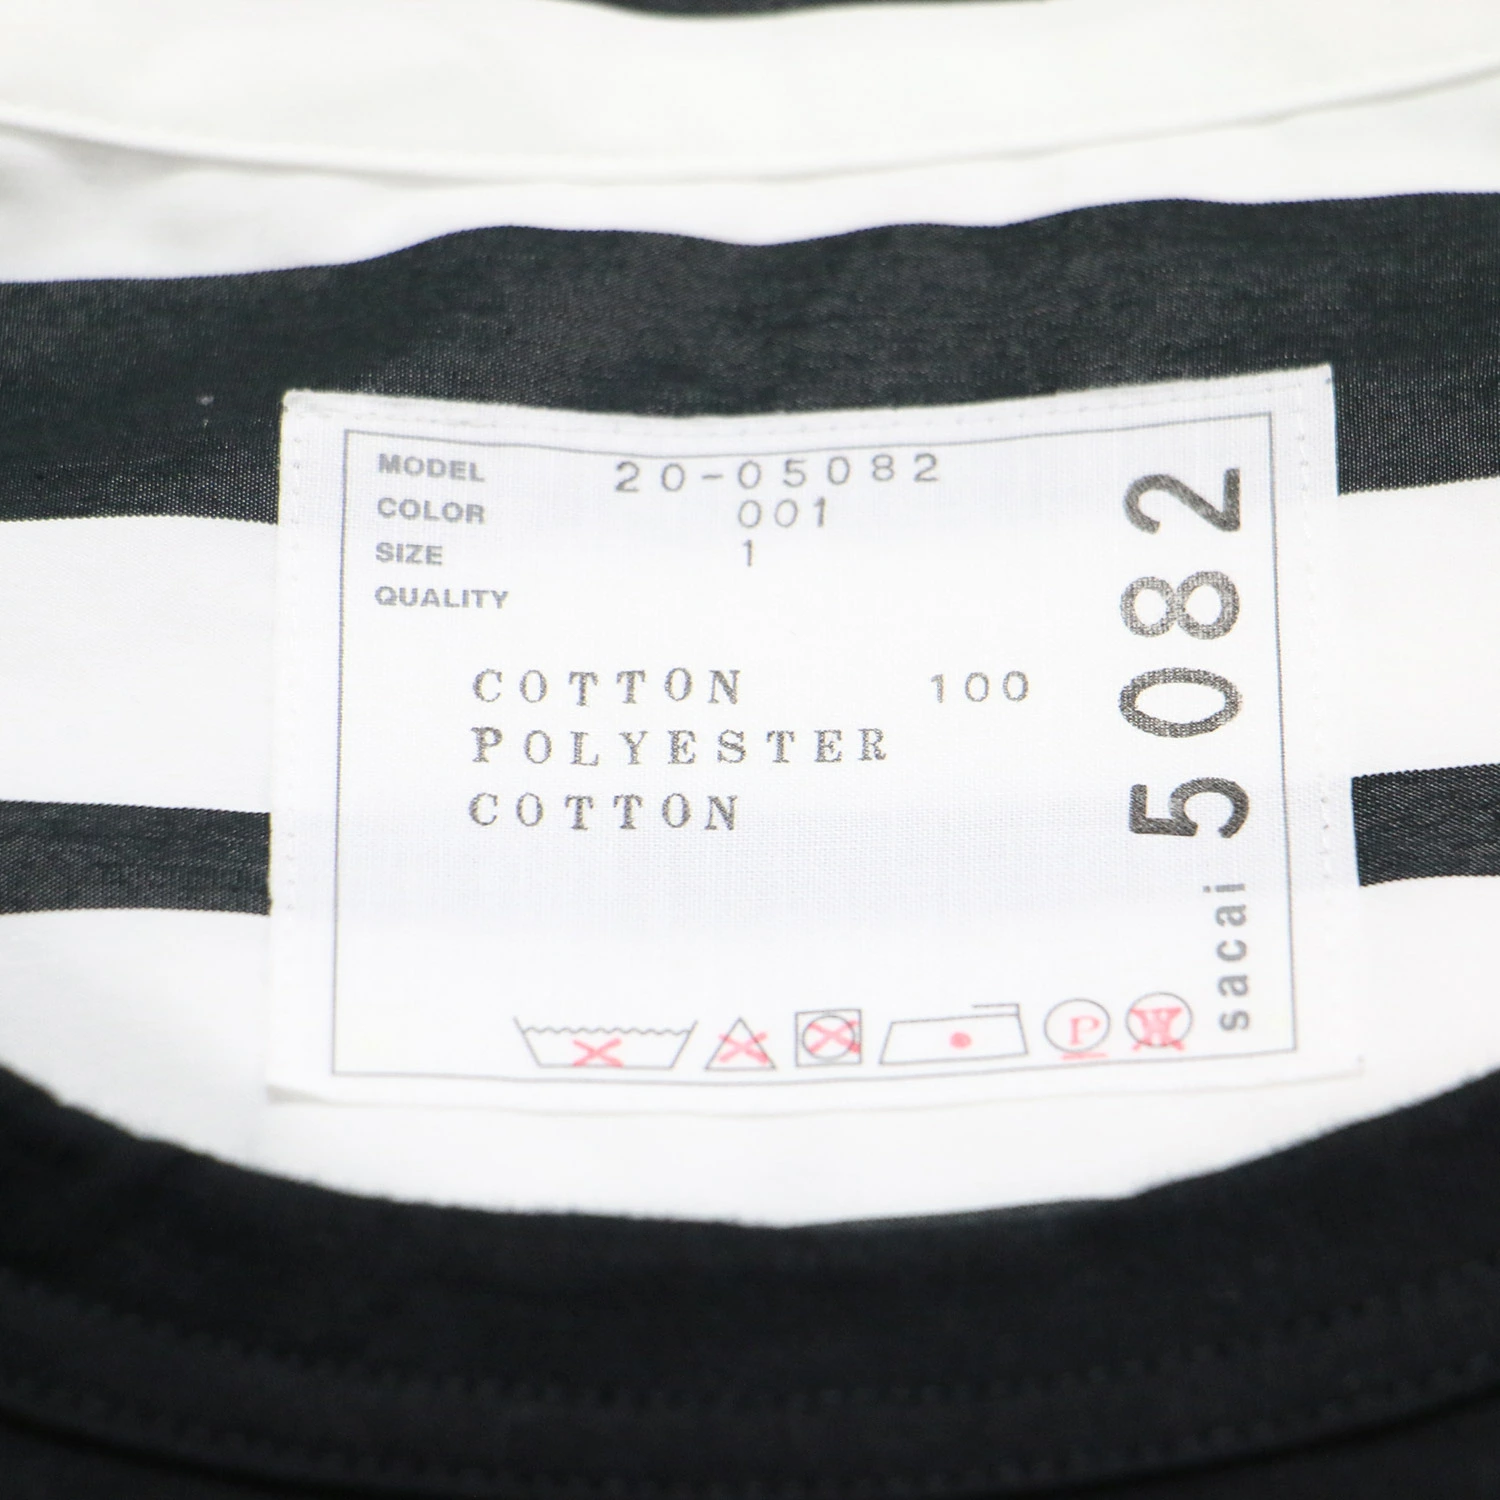 MODEL 20-05082
COLOR 001
SIZE 1
QUALITY
COTTON 100
POLYESTER
COTTON
P
W
sacai 5082